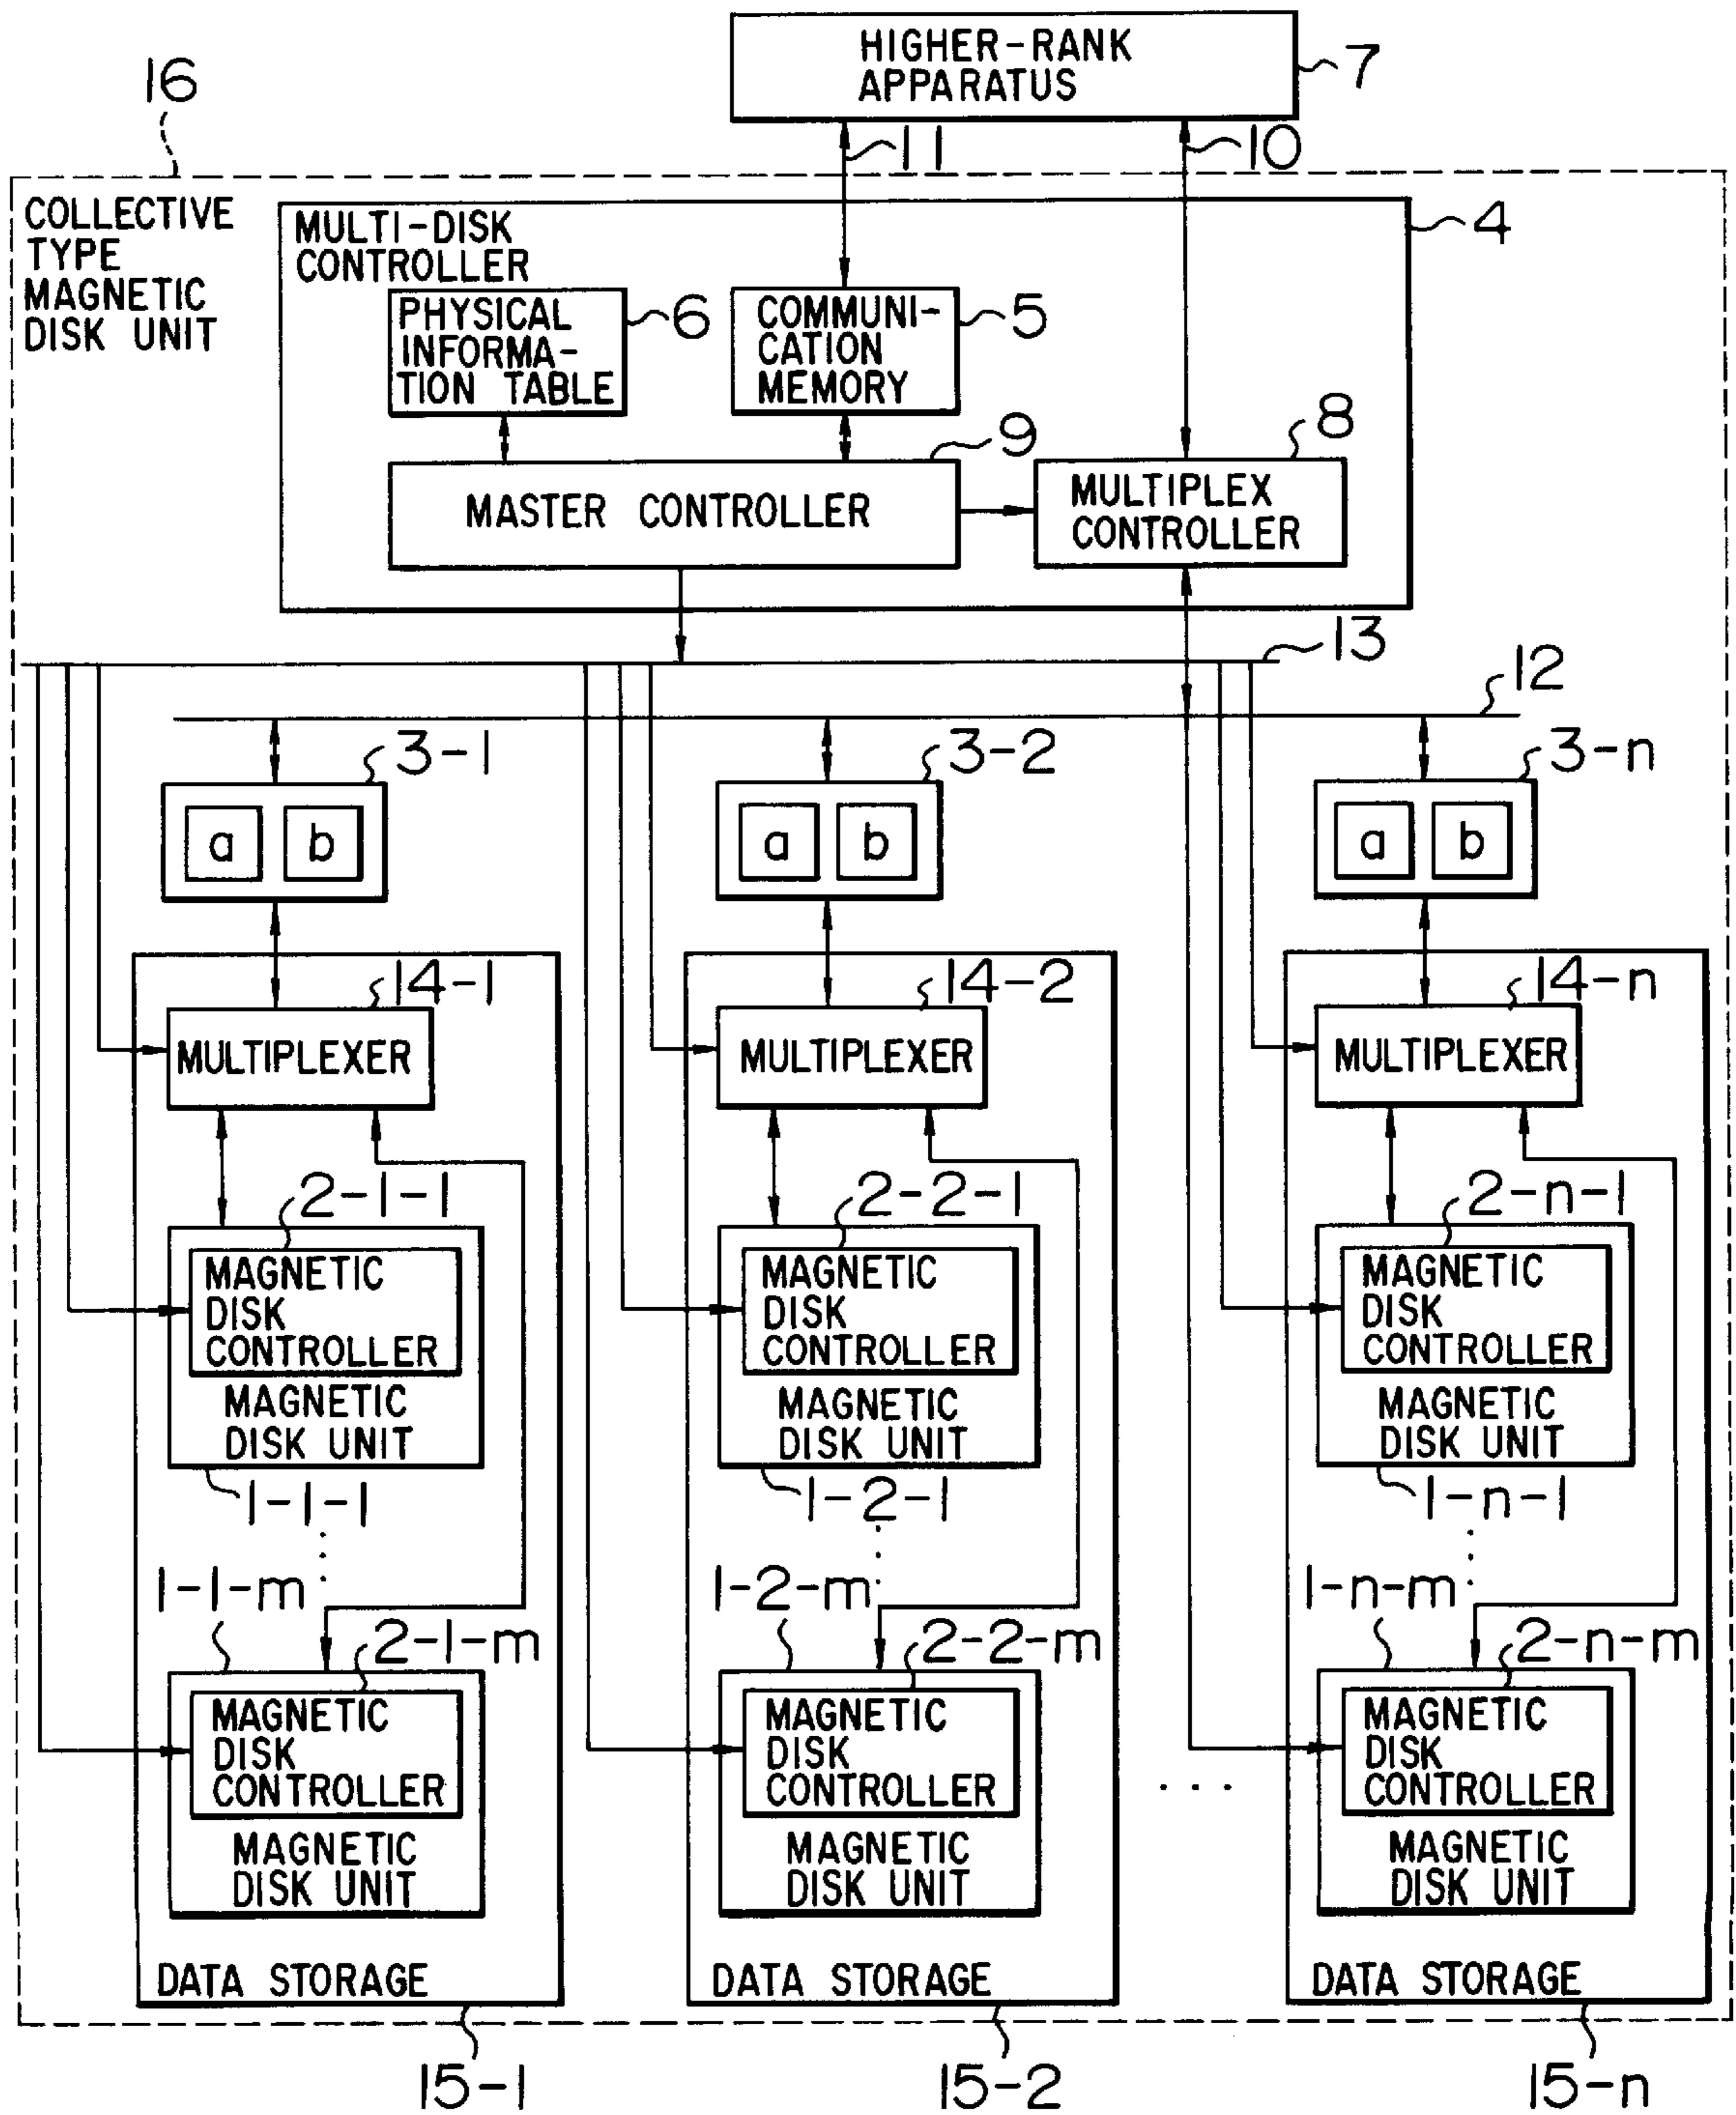 HIGHER-RANK
APPARATUS
7
16
11
10
COLLECTIVE
TYPE
MAGNETIC
DISK UNIT
MULTI-DISK
CONTROLLER
4
PHYSICAL
INFORMA-
TION TABLE
6
COMMUNI-
CATION
MEMORY
5
9
8
MASTER CONTROLLER
MULTIPLEX
CONTROLLER
13
12
3-1
3-2
3-n
a b
a b
a b
14-1
14-2
14-n
MULTIPLEXER
MULTIPLEXER
MULTIPLEXER
2-1-1
2-2-1
2-n-1
MAGNETIC
DISK
CONTROLLER
MAGNETIC
DISK UNIT
MAGNETIC
DISK
CONTROLLER
MAGNETIC
DISK UNIT
MAGNETIC
DISK
CONTROLLER
MAGNETIC
DISK UNIT
1-1-1
1-2-1
1-n-1
1-1-m
1-2-m
1-n-m
2-1-m
2-2-m
2-n-m
MAGNETIC
DISK
CONTROLLER
MAGNETIC
DISK UNIT
MAGNETIC
DISK
CONTROLLER
MAGNETIC
DISK UNIT
. . .
MAGNETIC
DISK
CONTROLLER
MAGNETIC
DISK UNIT
DATA STORAGE
DATA STORAGE
DATA STORAGE
15-1
15-2
15-n